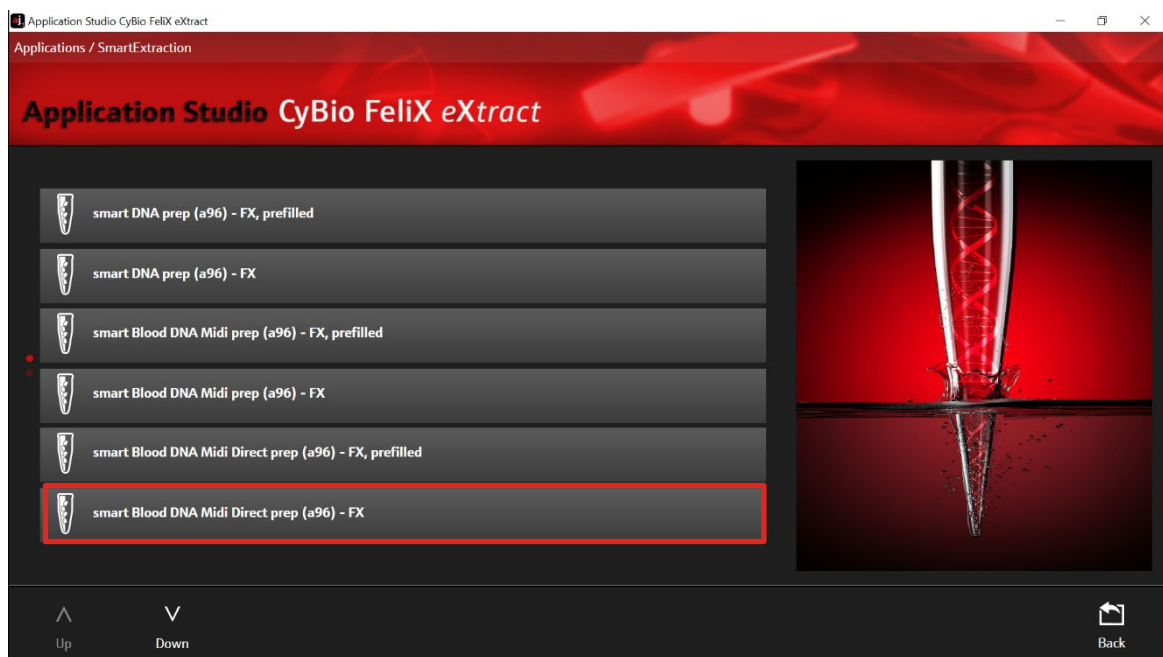 Application Studio CyBio FeliX eXtract
Applications / SmartExtraction
Application Studio CyBio FeliX eXtract
smart DNA prep (a96) - FX, prefilled
smart DNA prep (a96) - FX
smart Blood DNA Midi prep (a96) - FX, prefilled
smart Blood DNA Midi prep (a96) - FX
smart Blood DNA Midi Direct prep (a96) - FX, prefilled
smart Blood DNA Midi Direct prep (a96) - FX
Up
Down
Back